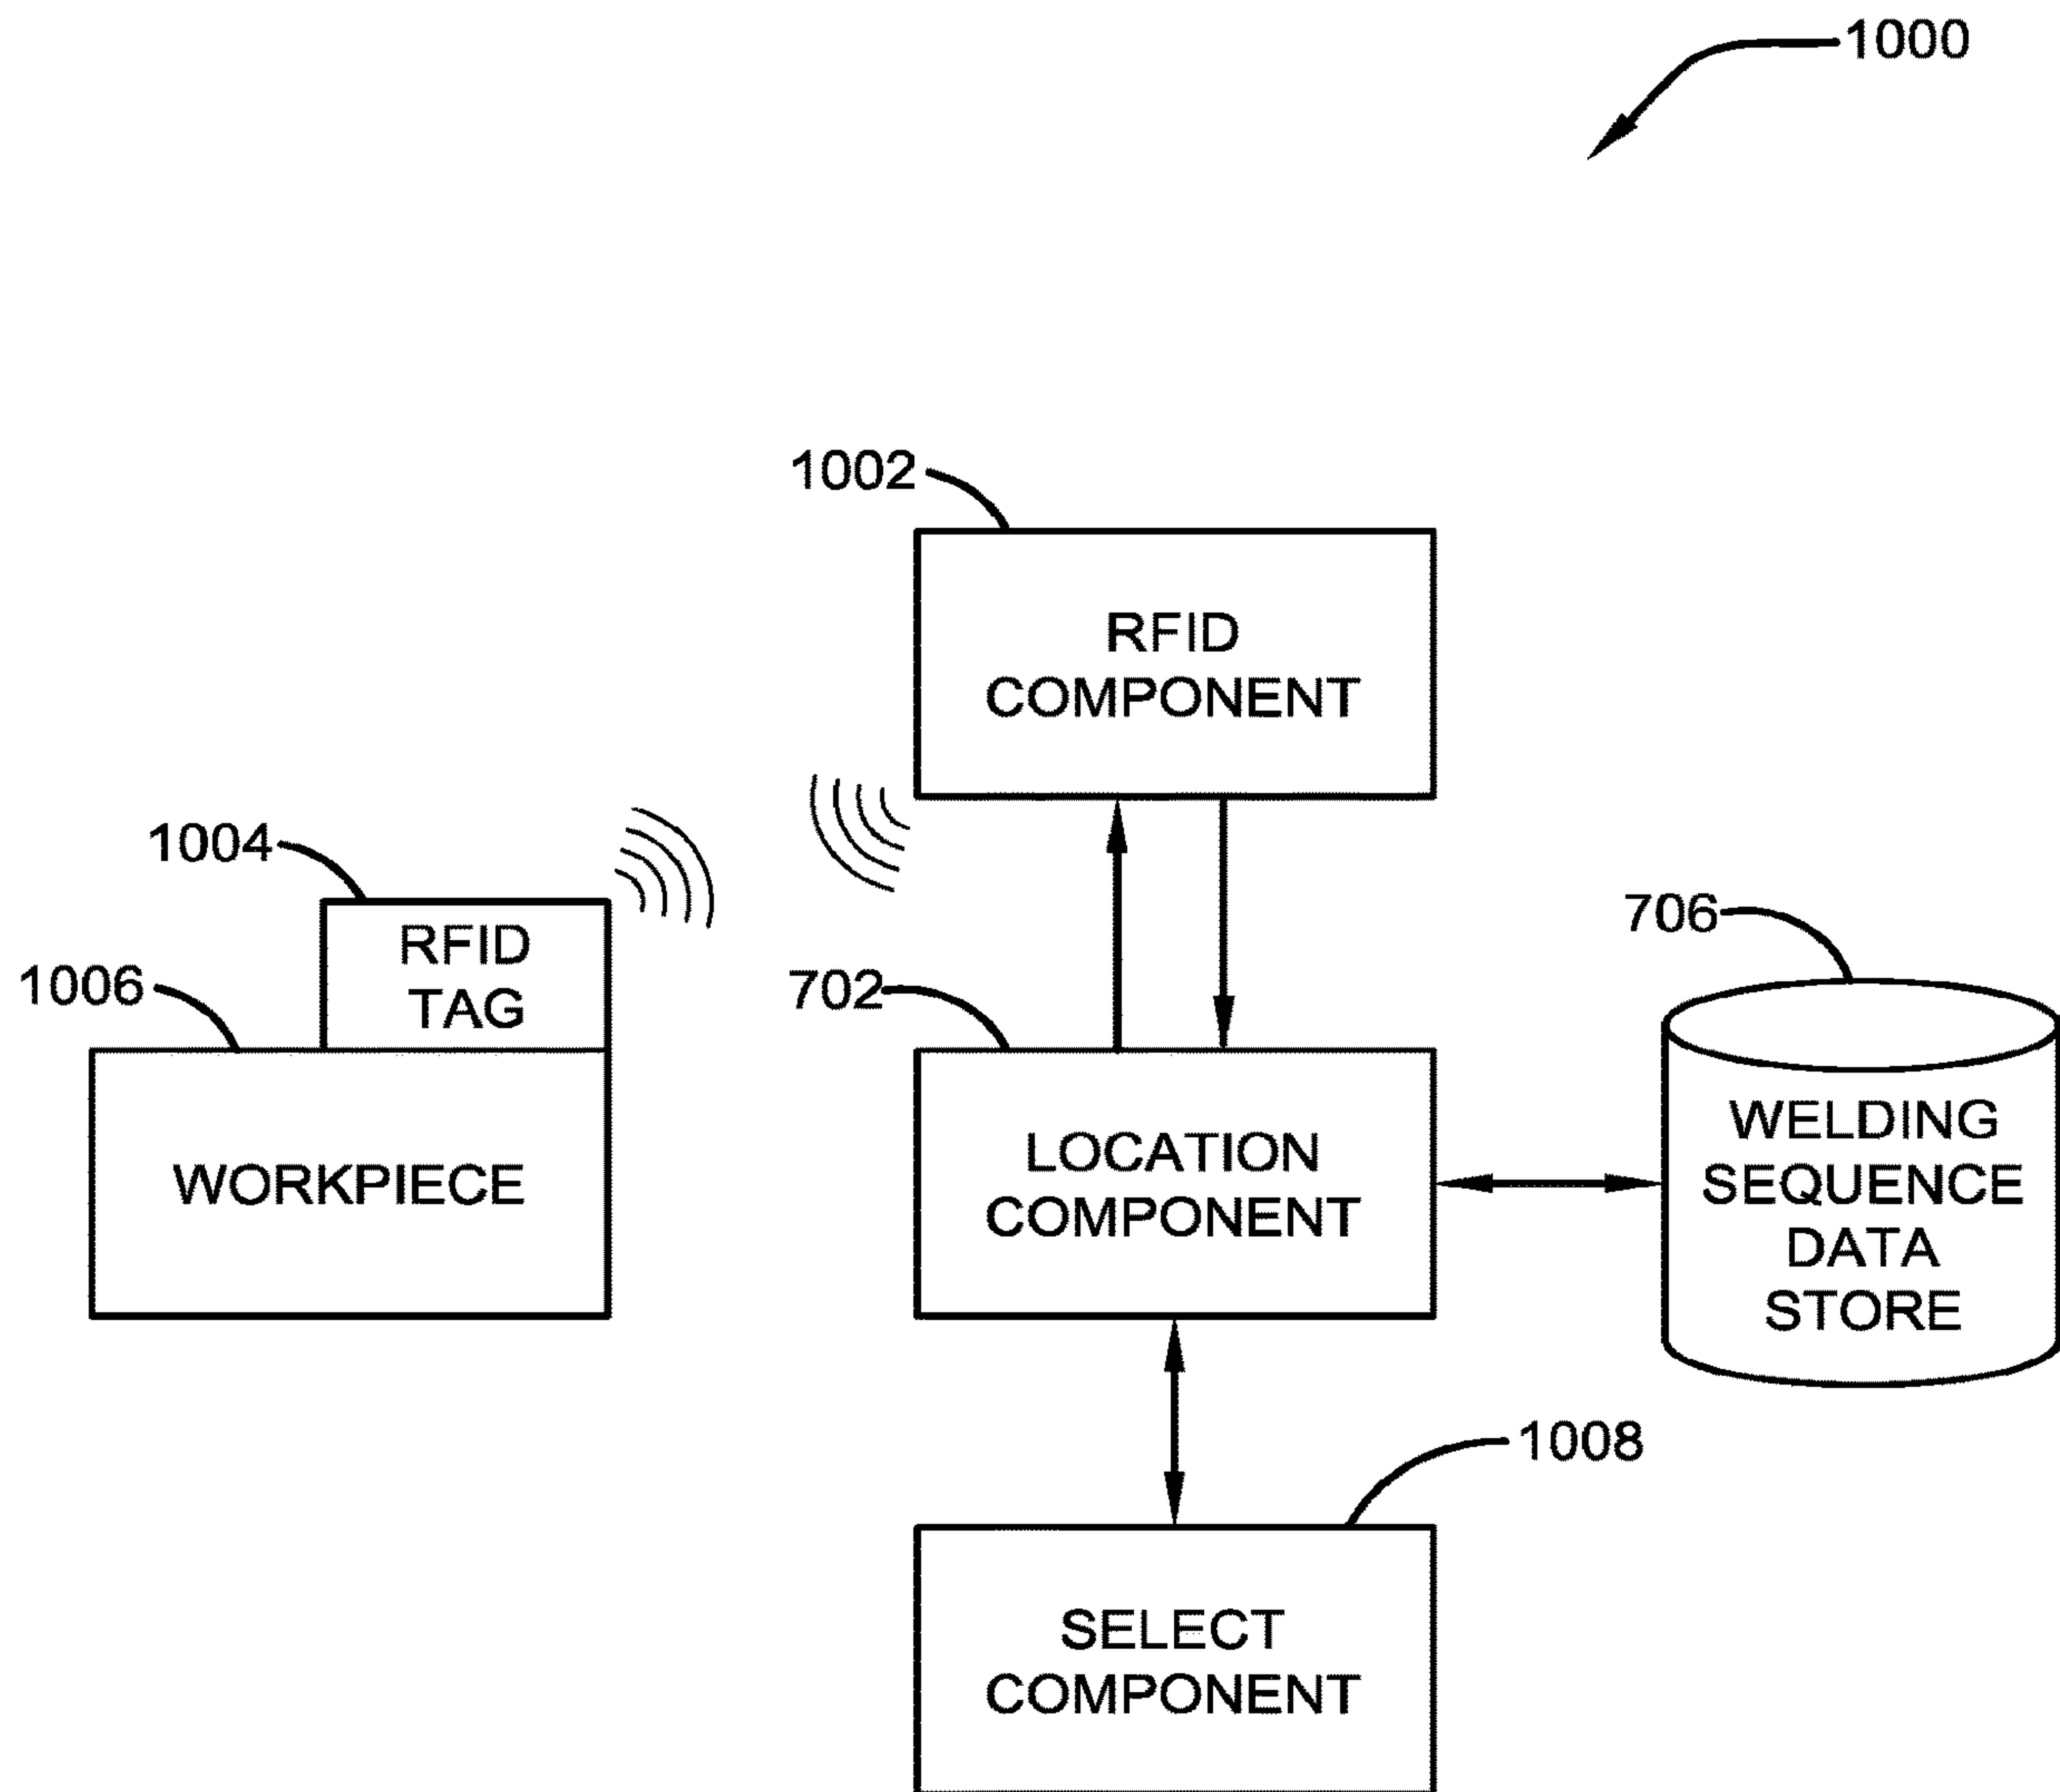 1000
1002
RFID
COMPONENT
1004
RFID
TAG
1006
WORKPIECE
702
LOCATION
COMPONENT
706
WELDING
SEQUENCE
DATA
STORE
1008
SELECT
COMPONENT